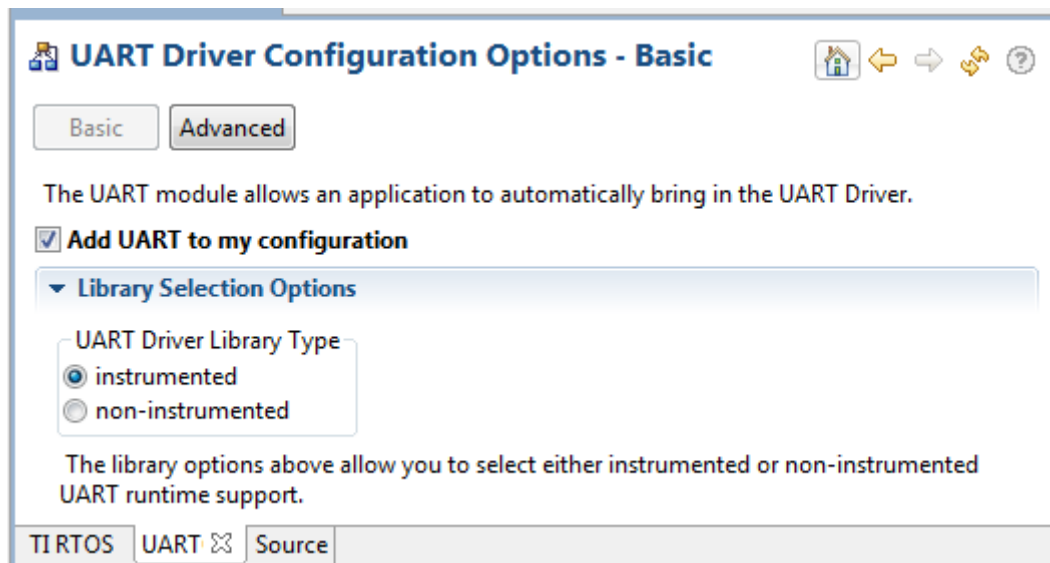 UART Driver Configuration Options - Basic
Basic Advanced
The UART module allows an application to automatically bring in the UART Driver.
Add UART to my configuration
Library Selection Options
UART Driver Library Type
instrumented
non-instrumented
The library options above allow you to select either instrumented or non-instrumented
UART runtime support.
TI RTOS UART Source